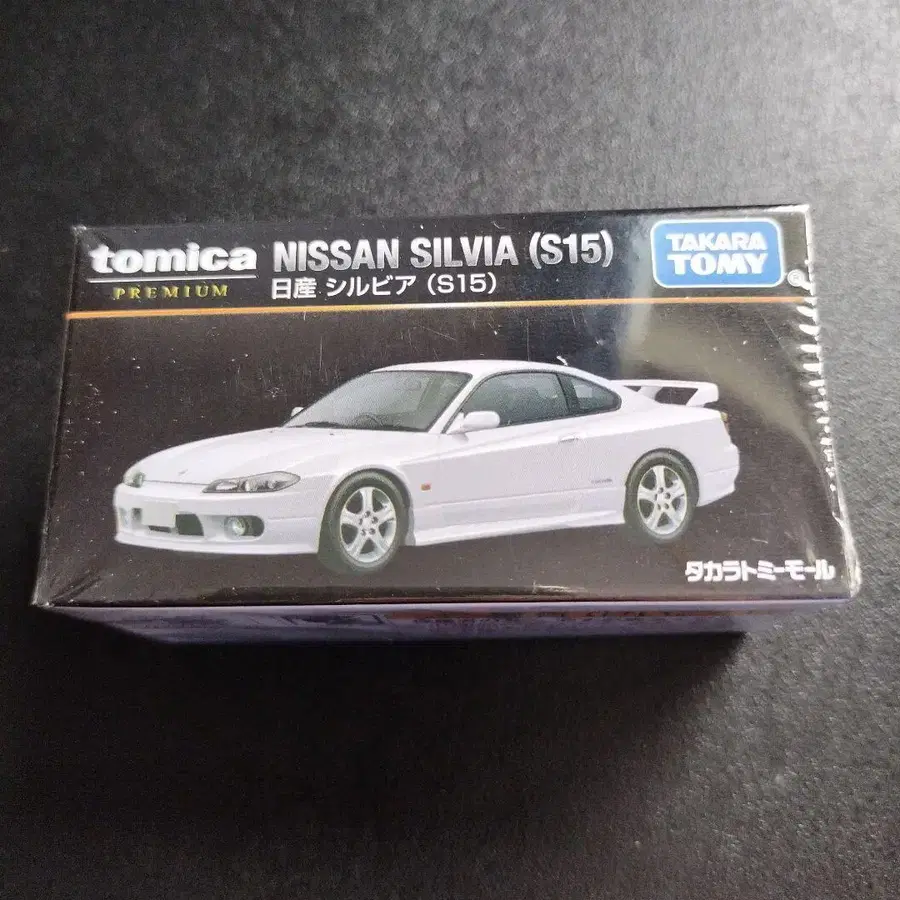 tomica
PREMIUM
NISSAN SILVIA (S15)
日産 シルビア (S15)
TAKARA
TOMY
タカラトミーモール